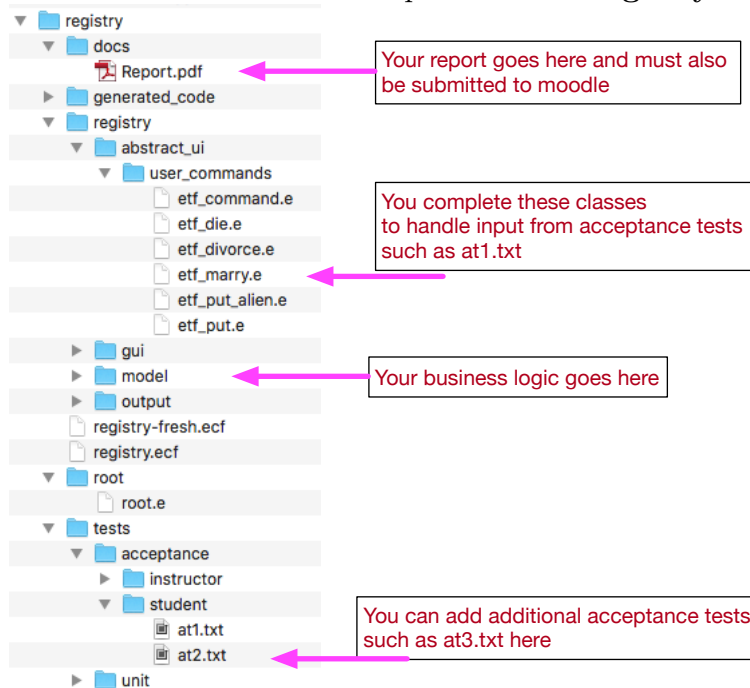 registry
docs
Report.pdf
Your report goes here and must also
be submitted to moodle
generated_code
registry
abstract_ui
user_commands
etf_command.e
etf_die.e
You complete these classes
to handle input from acceptance tests
such as at1.txt
etf_divorce.e
etf_marry.e
etf_put_alien.e
etf_put.e
gui
model
Your business logic goes here
output
registry-fresh.ecf
registry.ecf
root
root.e
tests
acceptance
instructor
student
You can add additional acceptance tests
such as at3.txt here
at1.txt
at2.txt
unit